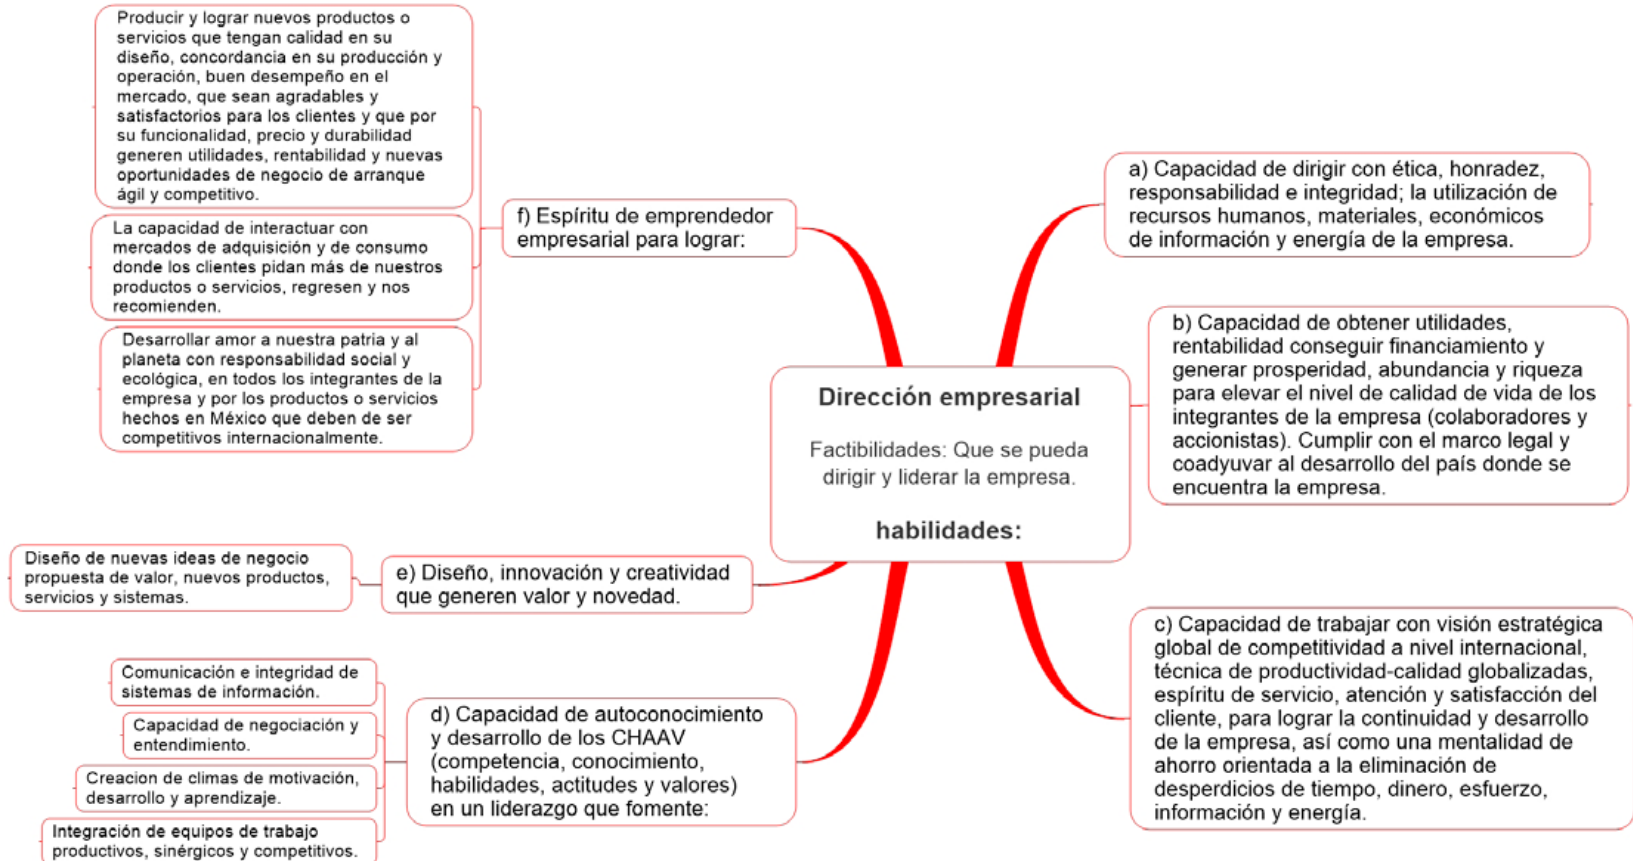 Dirección empresarial
Factibilidades: Que se pueda
dirigir y liderar la empresa.
habilidades:
a) Capacidad de dirigir con ética, honradez,
responsabilidad e integridad; la utilización de
recursos humanos, materiales, económicos
de información y energía de la empresa.
b) Capacidad de obtener utilidades,
rentabilidad conseguir financiamiento y
generar prosperidad, abundancia y riqueza
para elevar el nivel de calidad de vida de los
integrantes de la empresa (colaboradores y
accionistas). Cumplir con el marco legal y
coadyuvar al desarrollo del país donde se
encuentra la empresa.
c) Capacidad de trabajar con visión estratégica
global de competitividad a nivel internacional,
técnica de productividad-calidad globalizadas,
espíritu de servicio, atención y satisfacción del
cliente, para lograr la continuidad y desarrollo
de la empresa, así como una mentalidad de
ahorro orientada a la eliminación de
desperdicios de tiempo, dinero, esfuerzo,
información y energía.
d) Capacidad de autoconocimiento
y desarrollo de los CHAAV
(competencia, conocimiento,
habilidades, actitudes y valores)
en un liderazgo que fomente:
Comunicación e integridad de
sistemas de información.
Capacidad de negociación y
entendimiento.
Creacion de climas de motivación,
desarrollo y aprendizaje.
Integración de equipos de trabajo
productivos, sinérgicos y competitivos.
e) Diseño, innovación y creatividad
que generen valor y novedad.
Diseño de nuevas ideas de negocio
propuesta de valor, nuevos productos,
servicios y sistemas.
f) Espíritu de emprendedor
empresarial para lograr:
Producir y lograr nuevos productos o
servicios que tengan calidad en su
diseño, concordancia en su producción y
operación, buen desempeño en el
mercado, que sean agradables y
satisfactorios para los clientes y que por
su funcionalidad, precio y durabilidad
generen utilidades, rentabilidad y nuevas
oportunidades de negocio de arranque
ágil y competitivo.
La capacidad de interactuar con
mercados de adquisición y de consumo
donde los clientes pidan más de nuestros
productos o servicios, regresen y nos
recomienden.
Desarrollar amor a nuestra patria y al
planeta con responsabilidad social y
ecológica, en todos los integrantes de la
empresa y por los productos o servicios
hechos en México que deben de ser
competitivos internacionalmente.